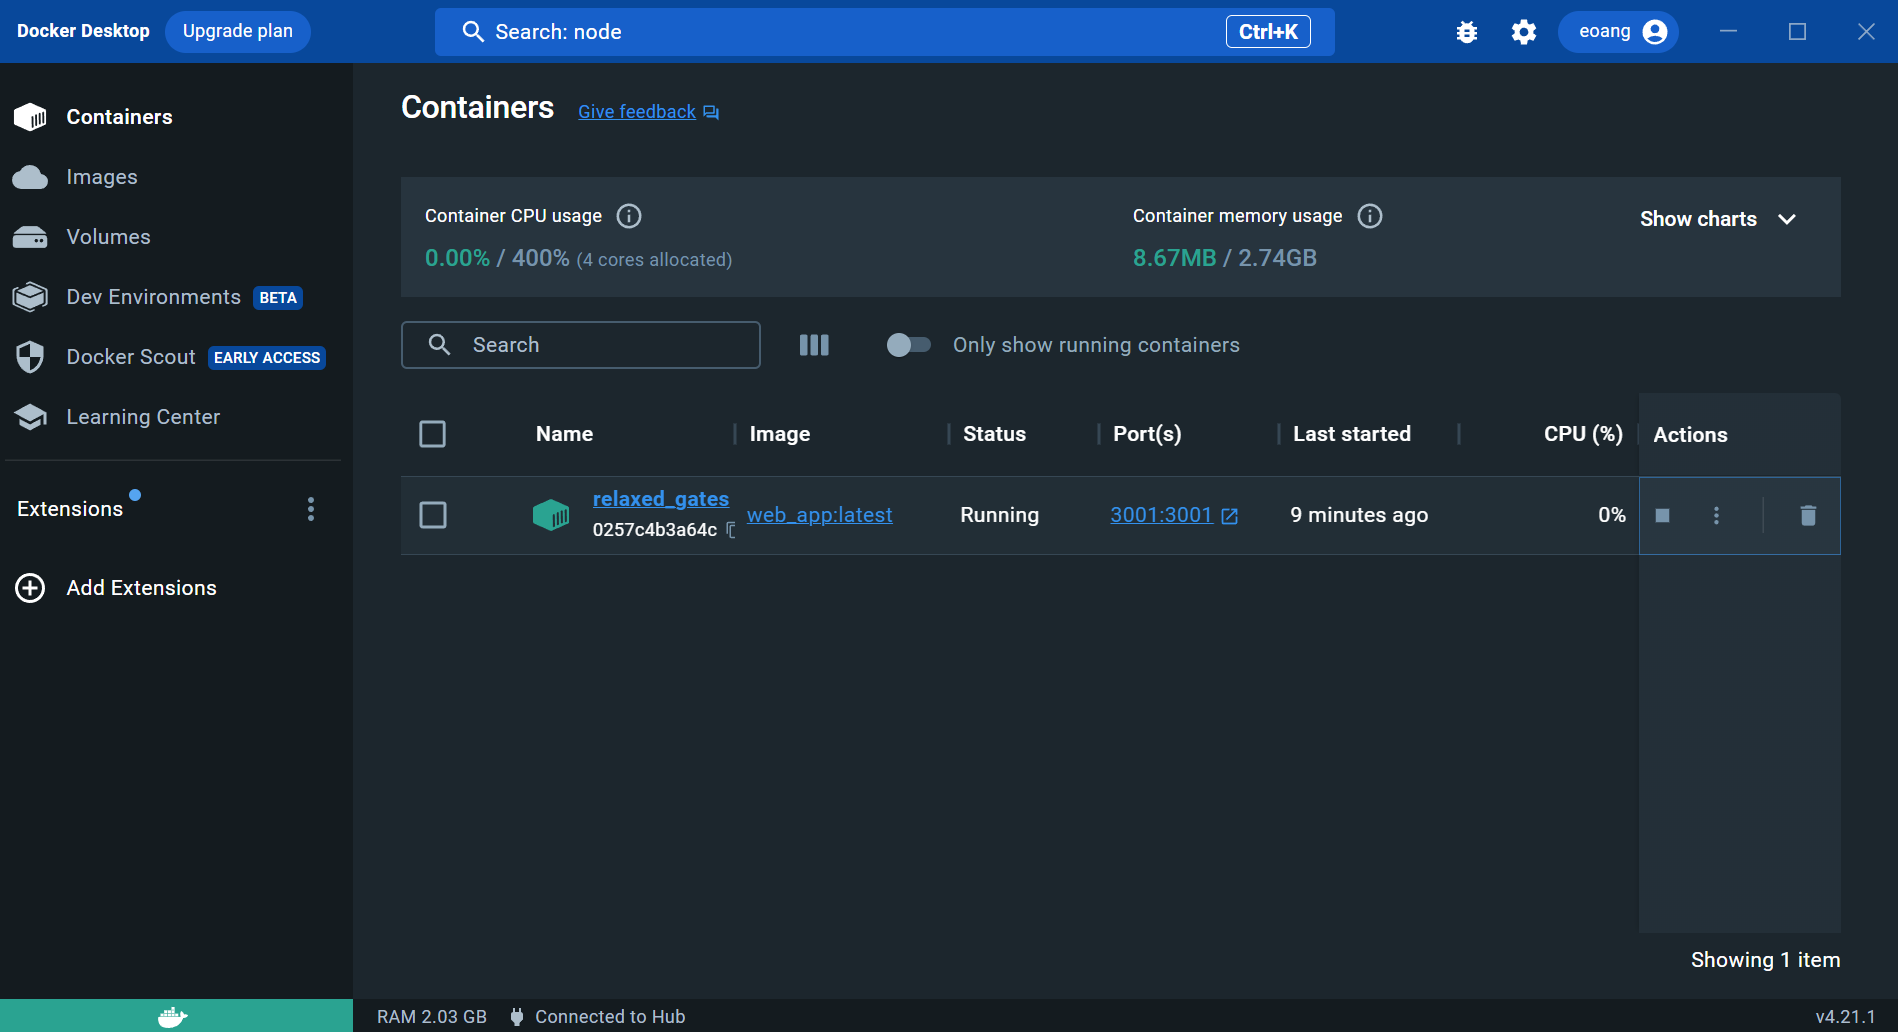 Docker Desktop Upgrade plan Search: node Ctrl+K eoang
Containers
Images
Volumes
Dev Environments BETA
Docker Scout EARLY ACCESS
Learning Center
Extensions
Add Extensions
Containers Give feedback
Container CPU usage
0.00% / 400% (4 cores allocated)
Container memory usage
8.67MB / 2.74GB
Show charts
Search Only show running containers
Name Image Status Port(s) Last started CPU (%) Actions
relaxed_gates
0257c4b3a64c
web_app:latest Running 3001:3001 9 minutes ago 0%
Showing 1 item
RAM 2.03 GB Connected to Hub v4.21.1